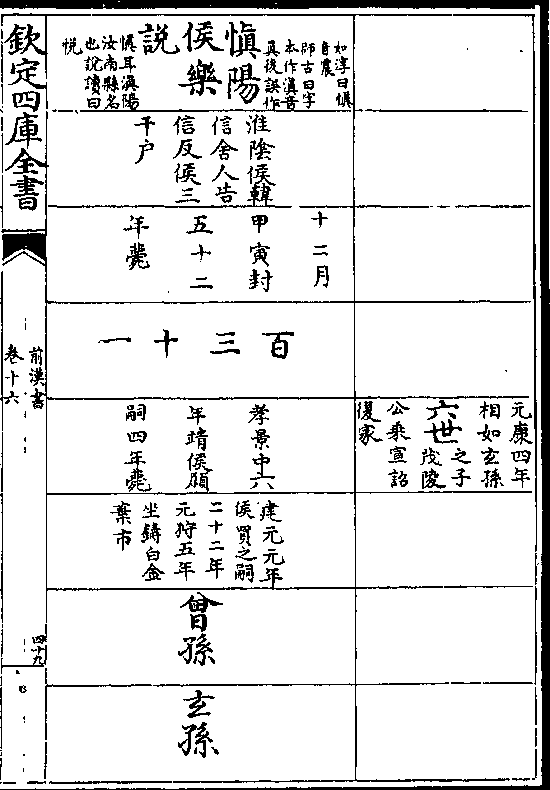 元康四年
相如玄孫
之子
六世
茂陵
公乘宣詔
復家
如淳曰慎
音震
師古曰字
本作滇音
真後誤作
慎陽
侯樂
說
慎耳滇陽
汝南縣名
也說讀曰
悅
淮陰侯韓
信舍人告
信反侯三
千户
十二月
甲寅封
五十二
年薨
百三十一
孝景中六
年靖侯願
嗣四年薨
建元元年
侯買之嗣
二十二年
元狩五年
坐鑄白金
棄市
曾孫
玄孫
欽定四庫全書
前漢書
卷十六
四十九